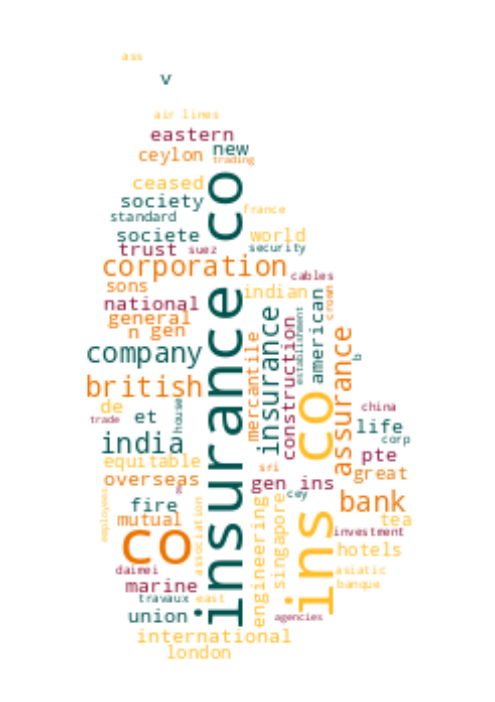 ass
v
air lines
eastern
ceylon
new
trading
ceased
society
standard
france
societe
world
trust
suez
security
corporation
cables
sons
indian
national
general
n gen
crown
company
british
de
et
house
trade
india
insurance co
mercantile
insurance
construction
establishment
american
ins co
assurance
b
china
life
corp
pte
great
equitable
overseas
sri
gen ins
cey
bank
fire
mutual
tea
investment
employees
association
co
engineering
singapore
hotels
daimei
asiatic
marine
banque
travaux
east
union
agencies
international
london